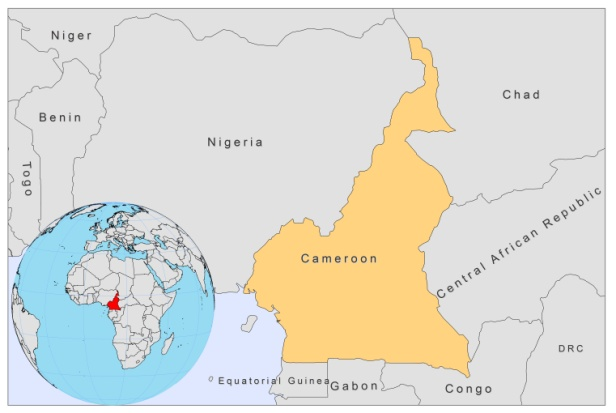 Niger
Chad
Benin
Nigeria
Togo
Central African Republic
Cameroon
DRC
Equatorial Guinea
Gabon
Congo